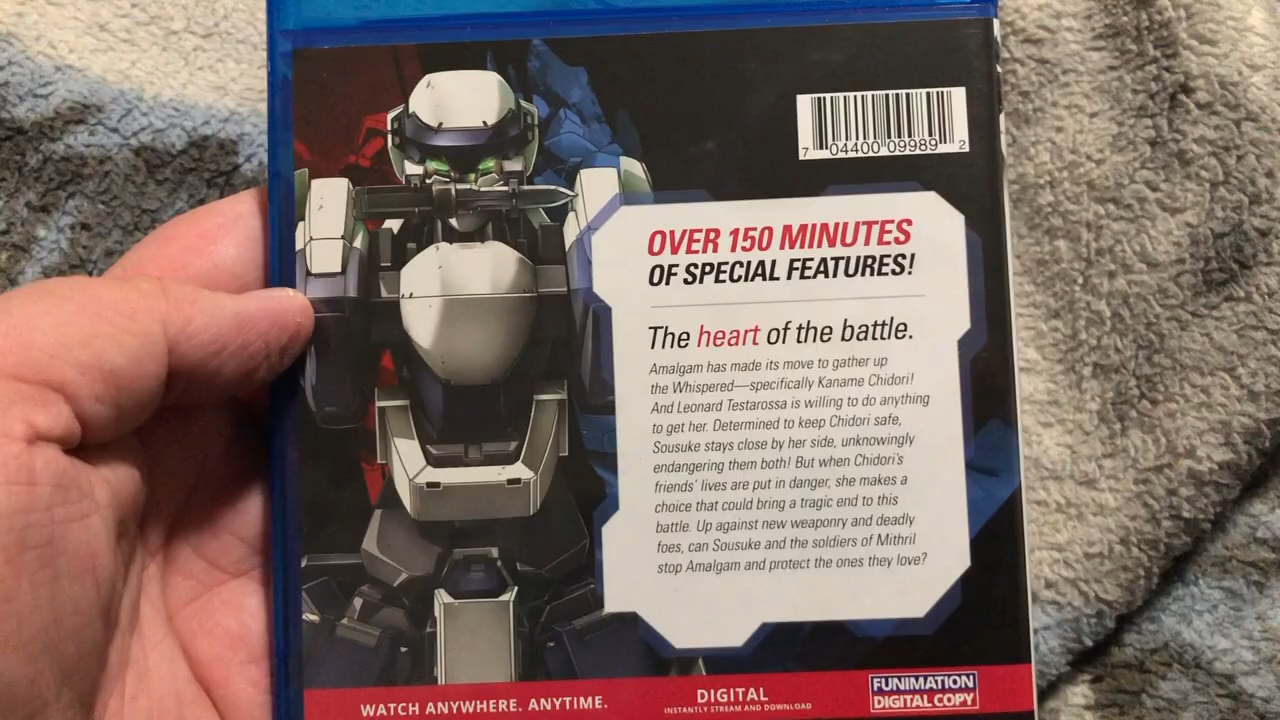 7 04400 09989 2
OVER 150 MINUTES
OF SPECIAL FEATURES!
The heart of the battle.
Amalgam has made its move to gather up
the Whispered—specifically Kaname Chidori!
And Leonard Testarossa is willing to do anything
to get her. Determined to keep Chidori safe,
Sousuke stays close by her side, unknowingly
endangering them both! But when Chidori's
friends' lives are put in danger, she makes a
choice that could bring a tragic end to this
battle. Up against new weaponry and deadly
foes, can Sousuke and the soldiers of Mithril
stop Amalgam and protect the ones they love?
WATCH ANYWHERE. ANYTIME.
DIGITAL
INSTANTLY STREAM AND DOWNLOAD
FUNIMATION
DIGITAL COPY